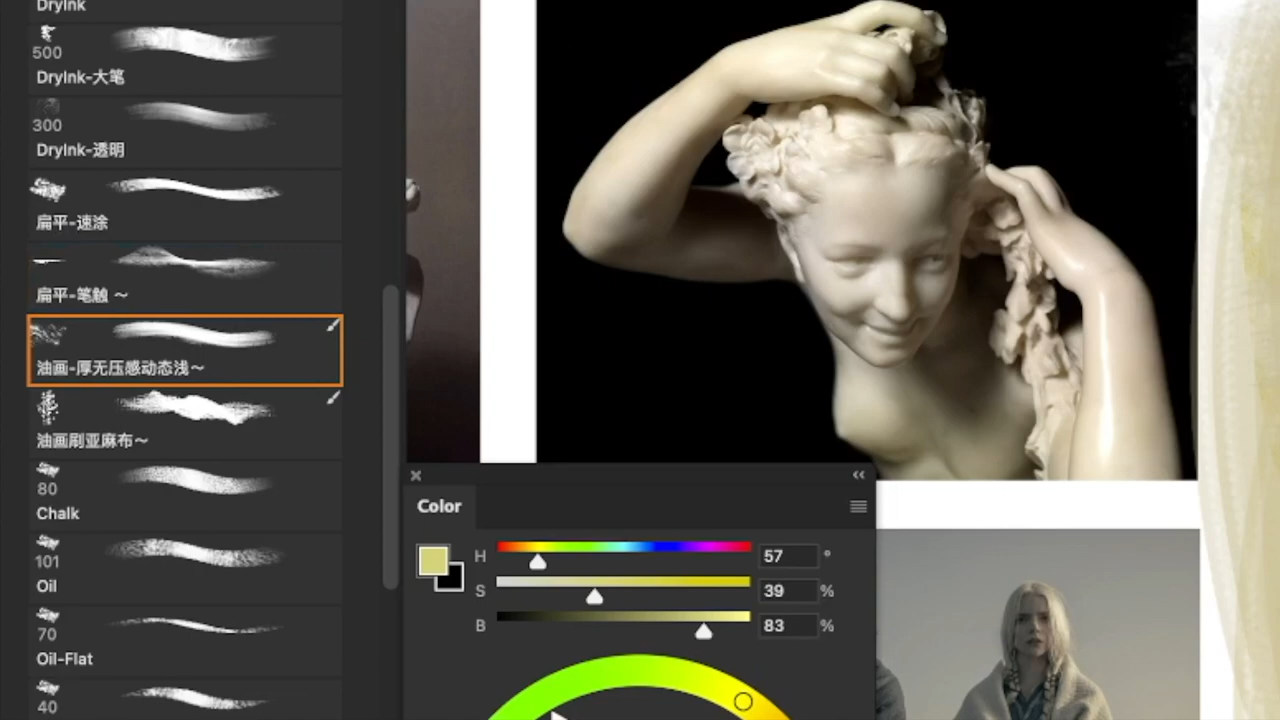 DryInk
500
DryInk-大笔
300
DryInk-透明
扁平-速涂
扁平-笔触 ～
油画-厚无压感动态浅～
油画刷亚麻布～
80
Chalk
101
Oil
70
Oil-Flat
40
Color
H 57 °
S 39 %
B 83 %